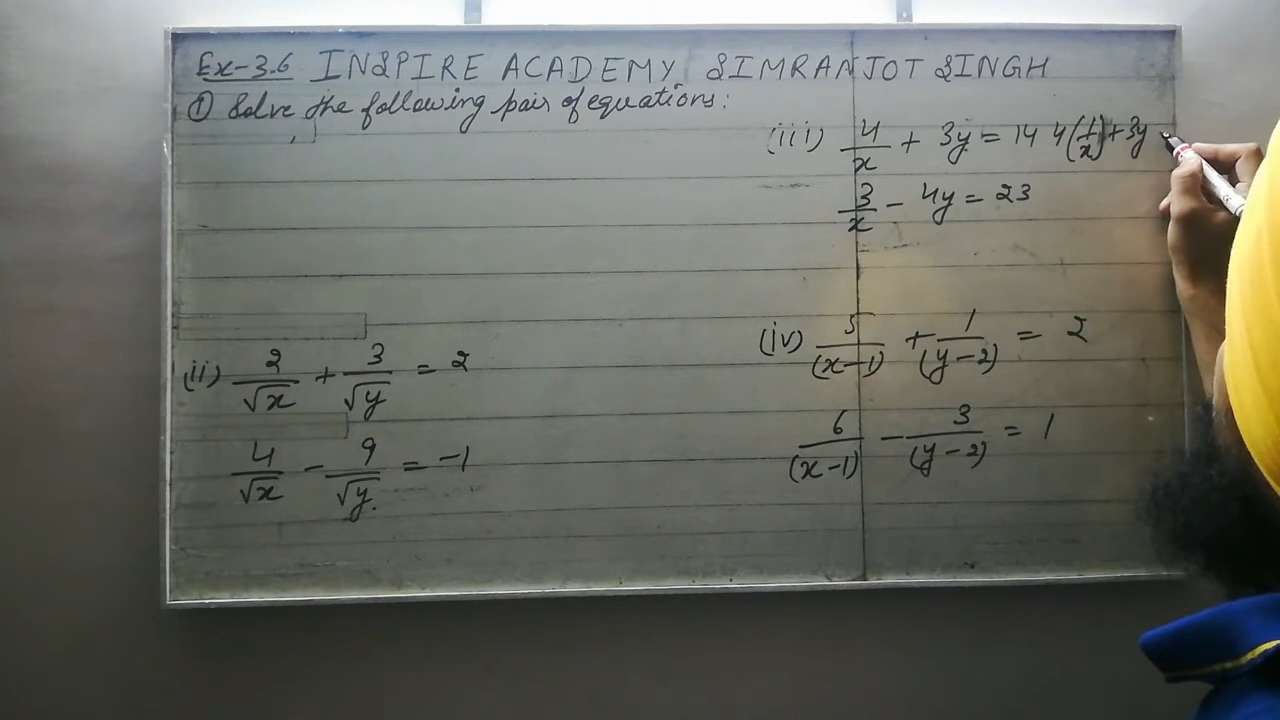 Ex-3.6 INSPIRE ACADEMY SIMRANJOT SINGH
① Solve the following pair of equations:
(ii) 2/√x + 3/√y = 2
4/√x - 9/√y = -1
(iii) 4/x + 3y = 14 4(1/x) + 3y
3/x - 4y = 23
(iv) 5/(x-1) + 1/(y-2) = 2
6/(x-1) - 3/(y-2) = 1